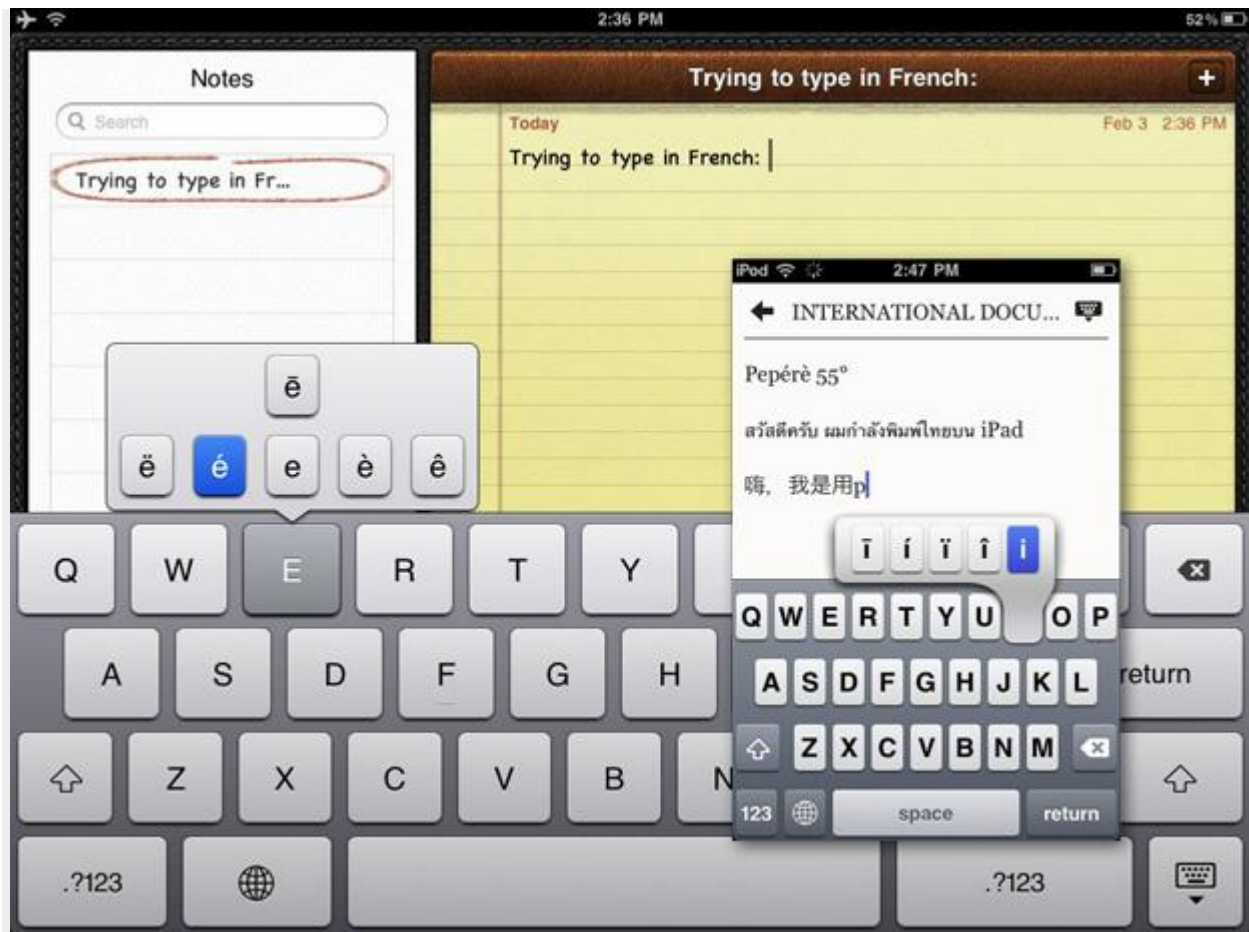 2:36 PM
52%
Notes
Trying to type in French:
+
Search
Today
Feb 3 2:36 PM
Trying to type in French:
Trying to type in Fr...
iPod
2:47 PM
INTERNATIONAL DOCU...
Pepérè 55°
สวัสดีครับ ผมกำลังพิมพ์ไทยบน iPad
嗨，我是用p
ē
ë é e è ê
ī í ï î i
Q W E R T Y
A S D F G H
return
Z X C V B N
.?123
.?123
Q W E R T Y U O P
A S D F G H J K L
Z X C V B N M
123
space
return